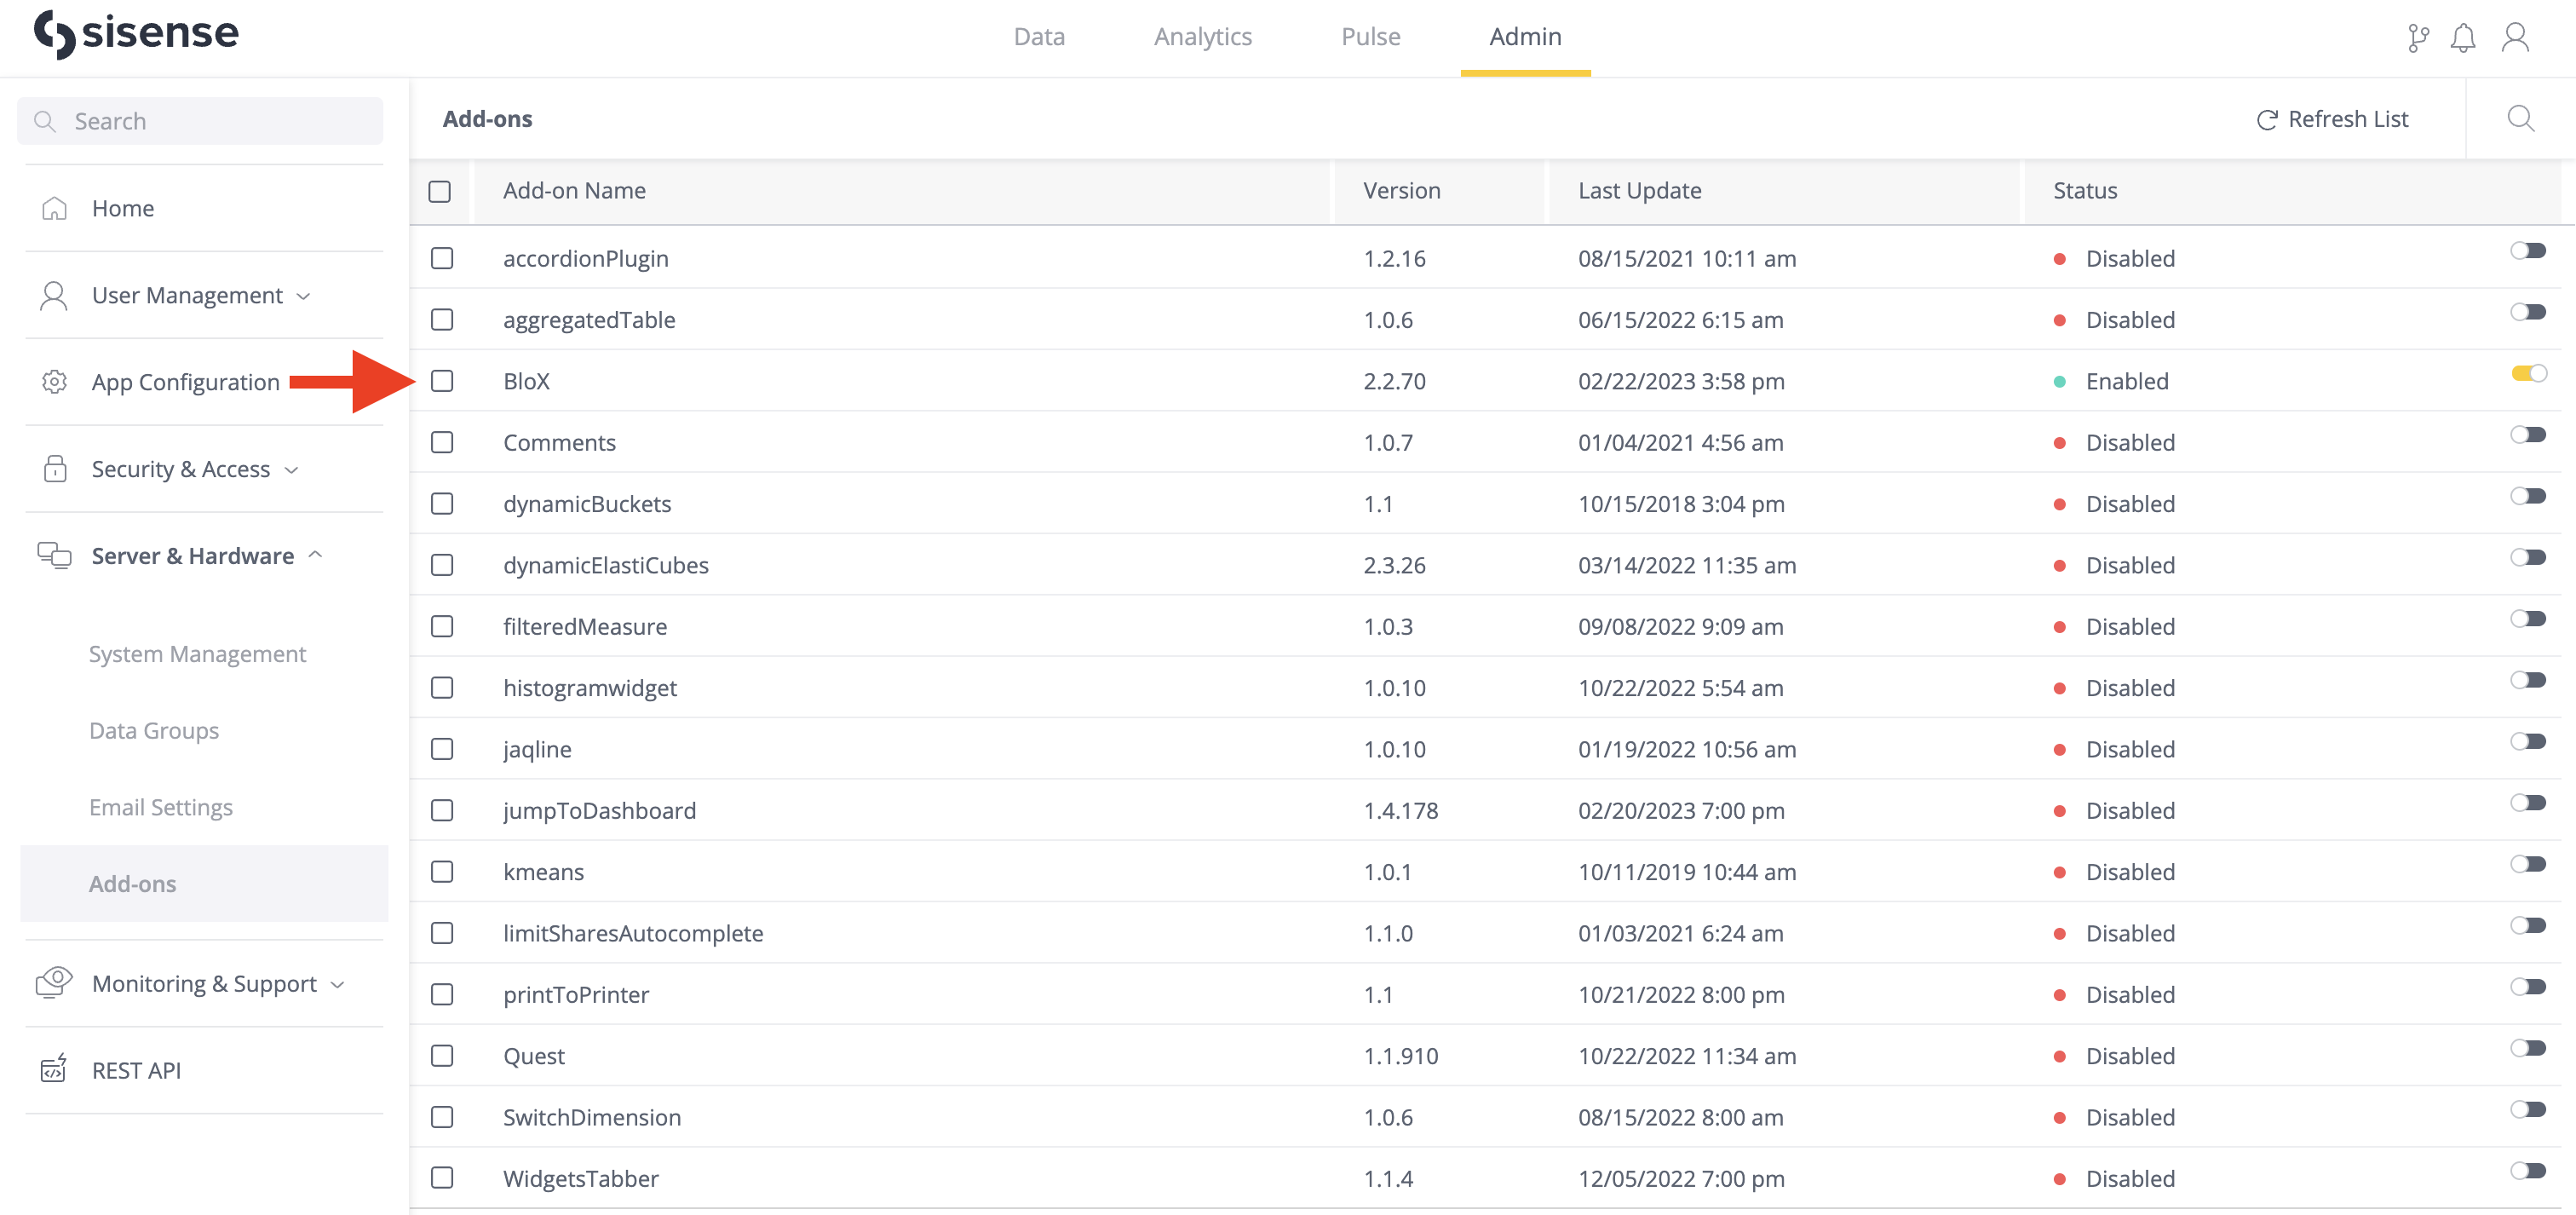 sisense
Data Analytics Pulse Admin
Search
Home
User Management
App Configuration
Security & Access
Server & Hardware
System Management
Data Groups
Email Settings
Add-ons
Monitoring & Support
REST API
Add-ons Refresh List
Add-on Name Version Last Update Status
accordionPlugin 1.2.16 08/15/2021 10:11 am Disabled
aggregatedTable 1.0.6 06/15/2022 6:15 am Disabled
BloX 2.2.70 02/22/2023 3:58 pm Enabled
Comments 1.0.7 01/04/2021 4:56 am Disabled
dynamicBuckets 1.1 10/15/2018 3:04 pm Disabled
dynamicElastiCubes 2.3.26 03/14/2022 11:35 am Disabled
filteredMeasure 1.0.3 09/08/2022 9:09 am Disabled
histogramwidget 1.0.10 10/22/2022 5:54 am Disabled
jaqline 1.0.10 01/19/2022 10:56 am Disabled
jumpToDashboard 1.4.178 02/20/2023 7:00 pm Disabled
kmeans 1.0.1 10/11/2019 10:44 am Disabled
limitSharesAutocomplete 1.1.0 01/03/2021 6:24 am Disabled
printToPrinter 1.1 10/21/2022 8:00 pm Disabled
Quest 1.1.910 10/22/2022 11:34 am Disabled
SwitchDimension 1.0.6 08/15/2022 8:00 am Disabled
WidgetsTabber 1.1.4 12/05/2022 7:00 pm Disabled